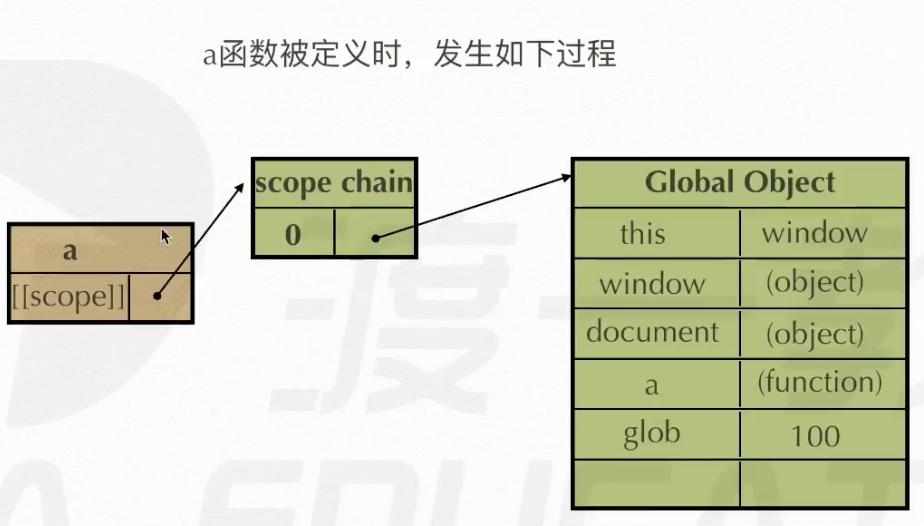 a函数被定义时，发生如下过程
scope chain
0
a
[[scope]]
Global Object
this window
window (object)
document (object)
a (function)
glob 100